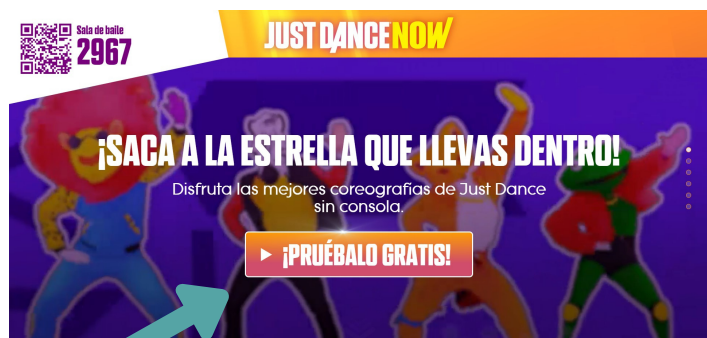 Sala de baile
2967
JUST DANCE NOW
¡SACA A LA ESTRELLA QUE LLEVAS DENTRO!
Disfruta las mejores coreografías de Just Dance
sin consola.
¡PRUÉBALO GRATIS!